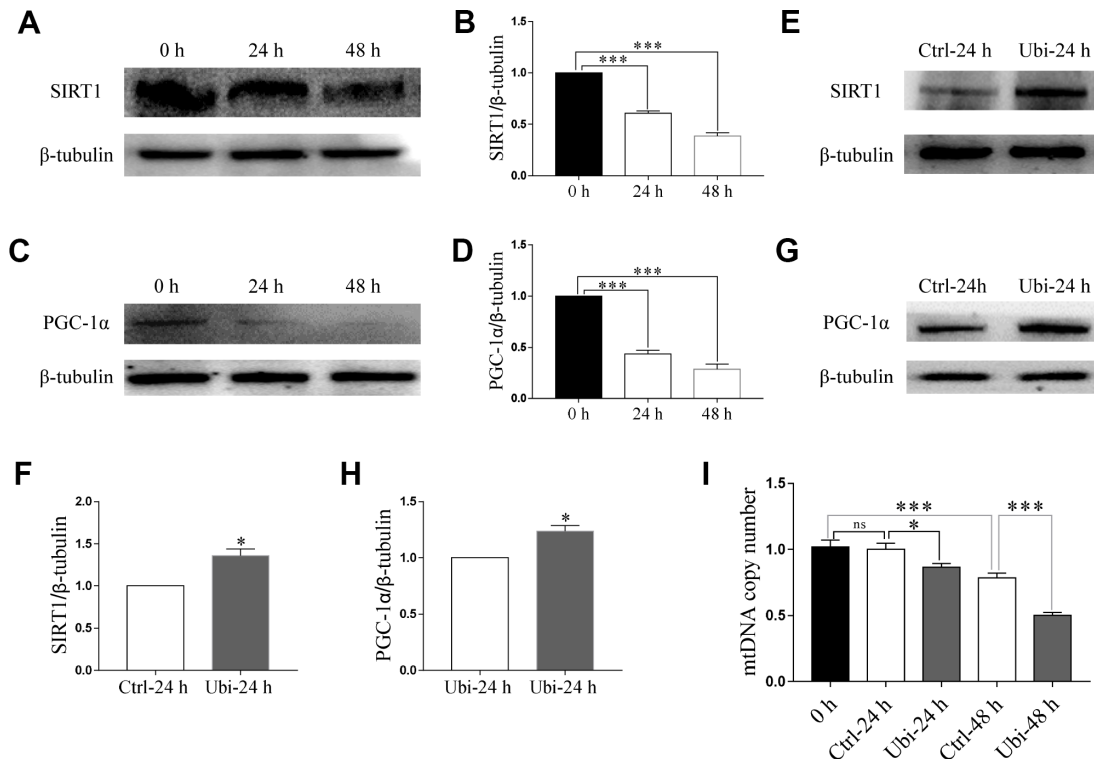 A
0 h 24 h 48 h
SIRT1
β-tubulin
B
SIRT1/β-tubulin
1.5
1.0
0.5
0.0
***
***
0 h 24 h 48 h
E
Ctrl-24 h Ubi-24 h
SIRT1
β-tubulin
C
0 h 24 h 48 h
PGC-1α
β-tubulin
D
PGC-1α/β-tubulin
1.5
1.0
0.5
0.0
***
***
0 h 24 h 48 h
G
Ctrl-24h Ubi-24 h
PGC-1α
β-tubulin
F
SIRT1/β-tubulin
2.0
1.5
1.0
0.5
0.0
*
Ctrl-24 h Ubi-24 h
H
PGC-1α/β-tubulin
1.5
1.0
0.5
0.0
*
Ubi-24 h Ubi-24 h
I
mtDNA copy number
1.5
1.0
0.5
0.0
*** ***
ns *
0 h Ctrl-24 h Ubi-24 h Ctrl-48 h Ubi-48 h